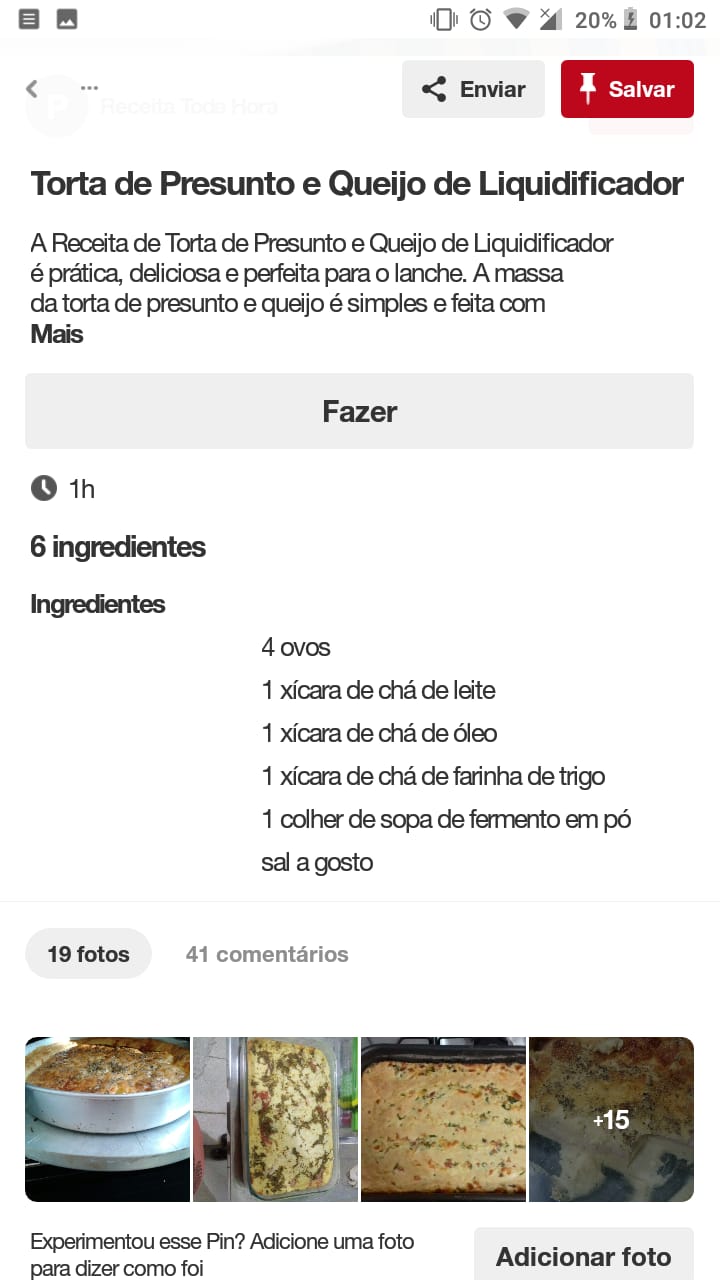 20% 01:02
Receita Toda Hora
Enviar
Salvar
Torta de Presunto e Queijo de Liquidificador
A Receita de Torta de Presunto e Queijo de Liquidificador
é prática, deliciosa e perfeita para o lanche. A massa
da torta de presunto e queijo é simples e feita com
Mais
Fazer
1h
6 ingredientes
Ingredientes
4 ovos
1 xícara de chá de leite
1 xícara de chá de óleo
1 xícara de chá de farinha de trigo
1 colher de sopa de fermento em pó
sal a gosto
19 fotos
41 comentários
+15
Experimentou esse Pin? Adicione uma foto
para dizer como foi
Adicionar foto